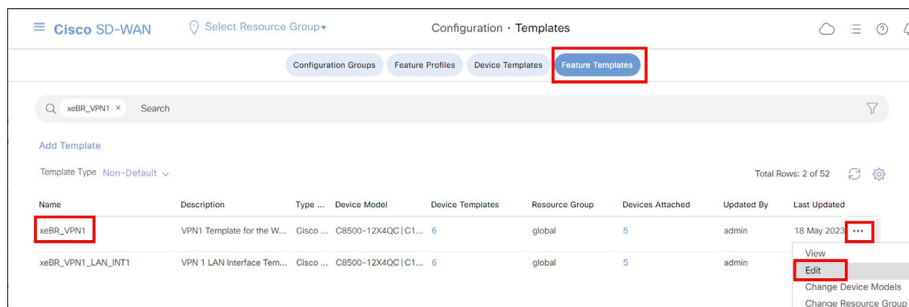 Cisco SD-WAN Select Resource Group▾ Configuration · Templates
Configuration Groups Feature Profiles Device Templates Feature Templates
xeBR_VPN1 × Search
Add Template
Template Type Non-Default Total Rows: 2 of 52
Name Description Type ... Device Model Device Templates Resource Group Devices Attached Updated By Last Updated
xeBR_VPN1 VPN1 Template for the W... Cisco ... C8500-12X4QC|C1... 6 global 5 admin 18 May 2023 •••
View
xeBR_VPN1_LAN_INT1 VPN 1 LAN Interface Tem... Cisco ... C8500-12X4QC|C1... 6 global 5 admin Edit
Change Device Models
Change Resource Group